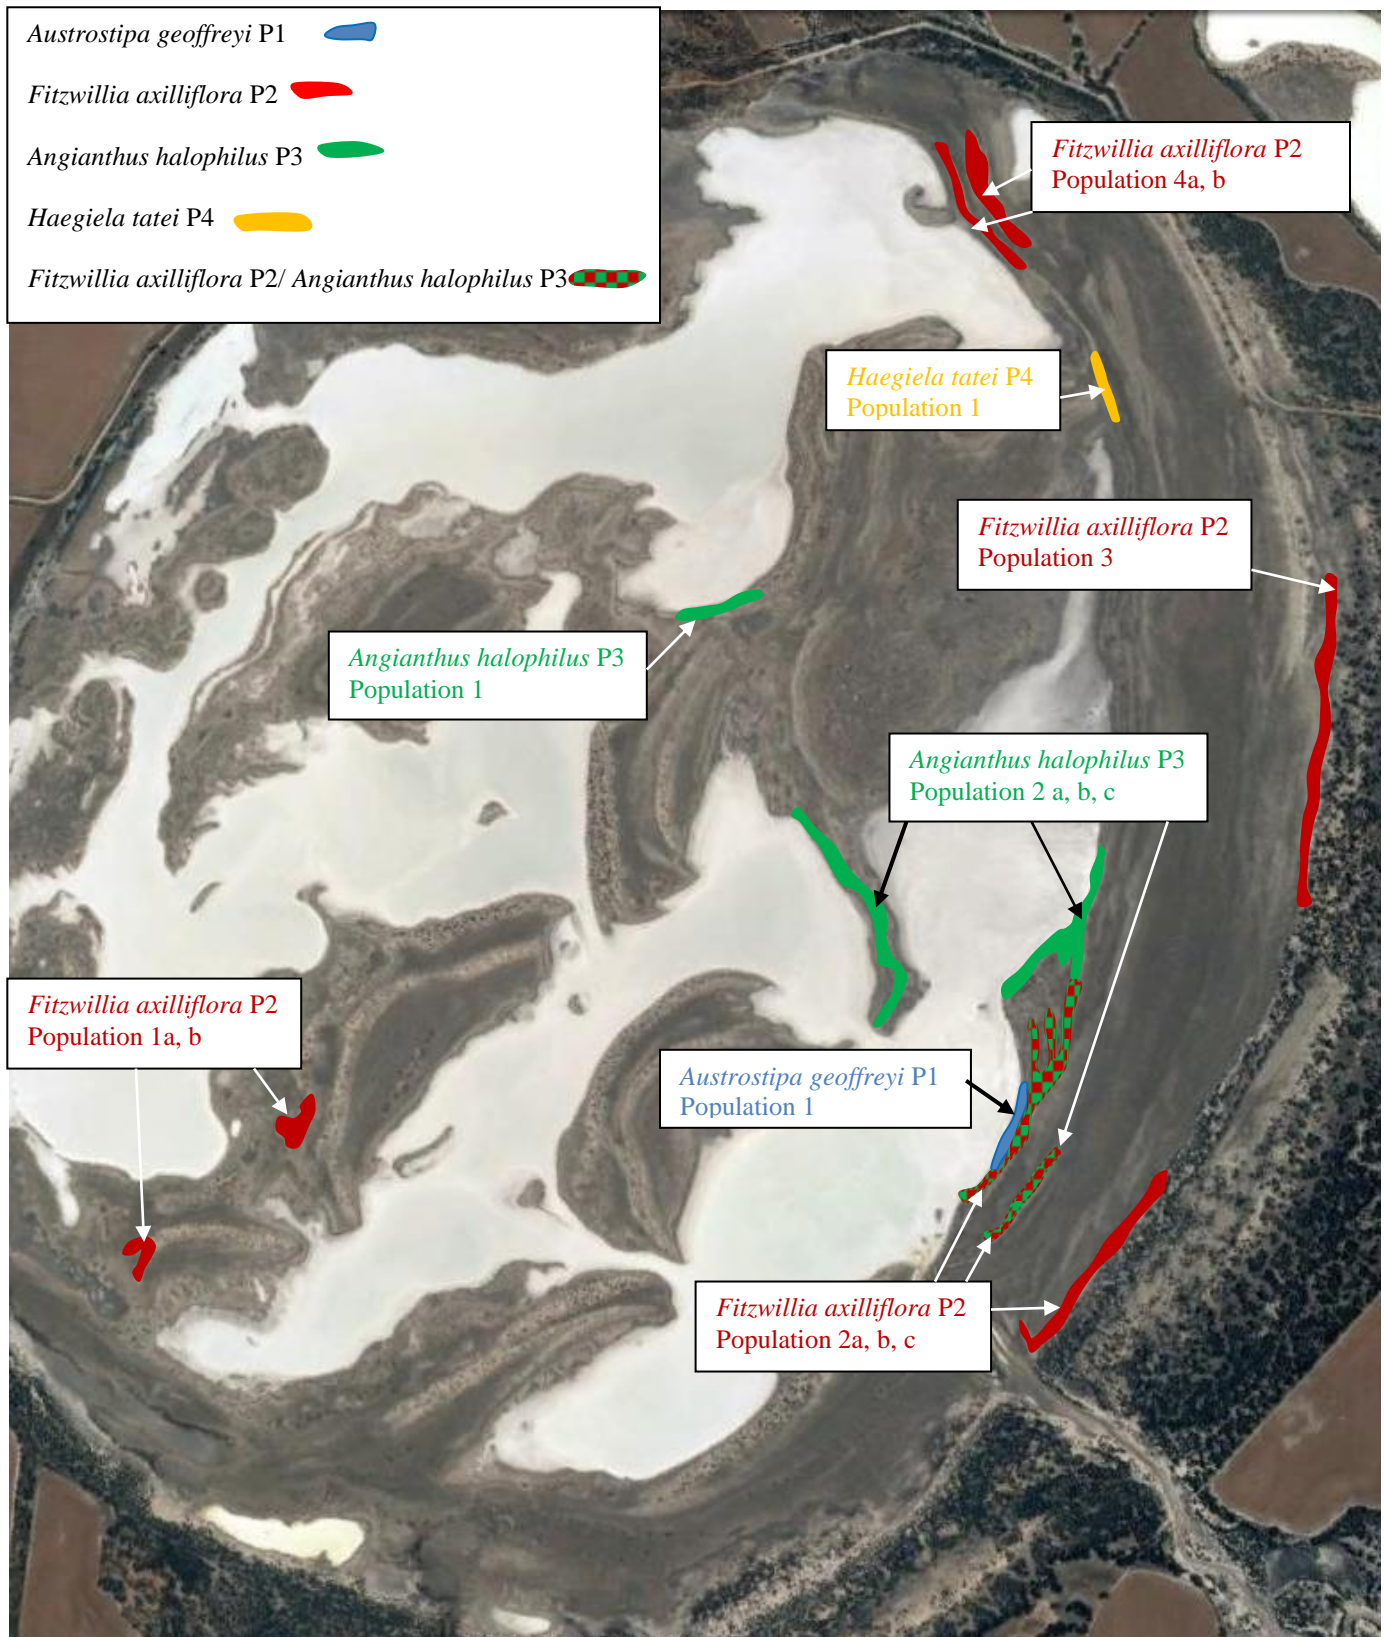 Austrostipa geoffreyi P1
Fitzwillia axilliflora P2
Angianthus halophilus P3
Haegiela tatei P4
Fitzwillia axilliflora P2/ Angianthus halophilus P3
Fitzwillia axilliflora P2
Population 4a, b
Haegiela tatei P4
Population 1
Fitzwillia axilliflora P2
Population 3
Angianthus halophilus P3
Population 1
Angianthus halophilus P3
Population 2 a, b, c
Fitzwillia axilliflora P2
Population 1a, b
Austrostipa geoffreyi P1
Population 1
Fitzwillia axilliflora P2
Population 2a, b, c